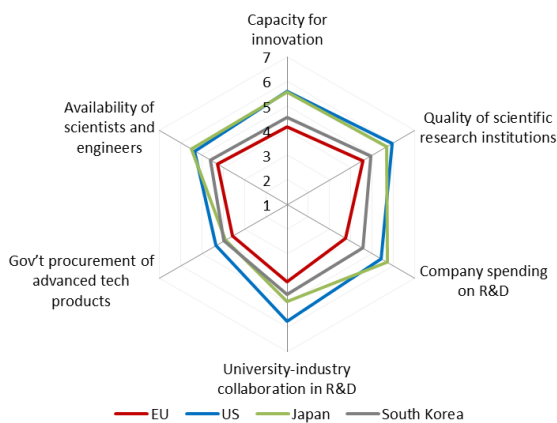 Capacity for
innovation
7
6
5
4
3
2
1
Availability of
scientists and
engineers
Quality of scientific
research institutions
Gov't procurement of
advanced tech
products
Company spending
on R&D
University-industry
collaboration in R&D
EU
US
Japan
South Korea